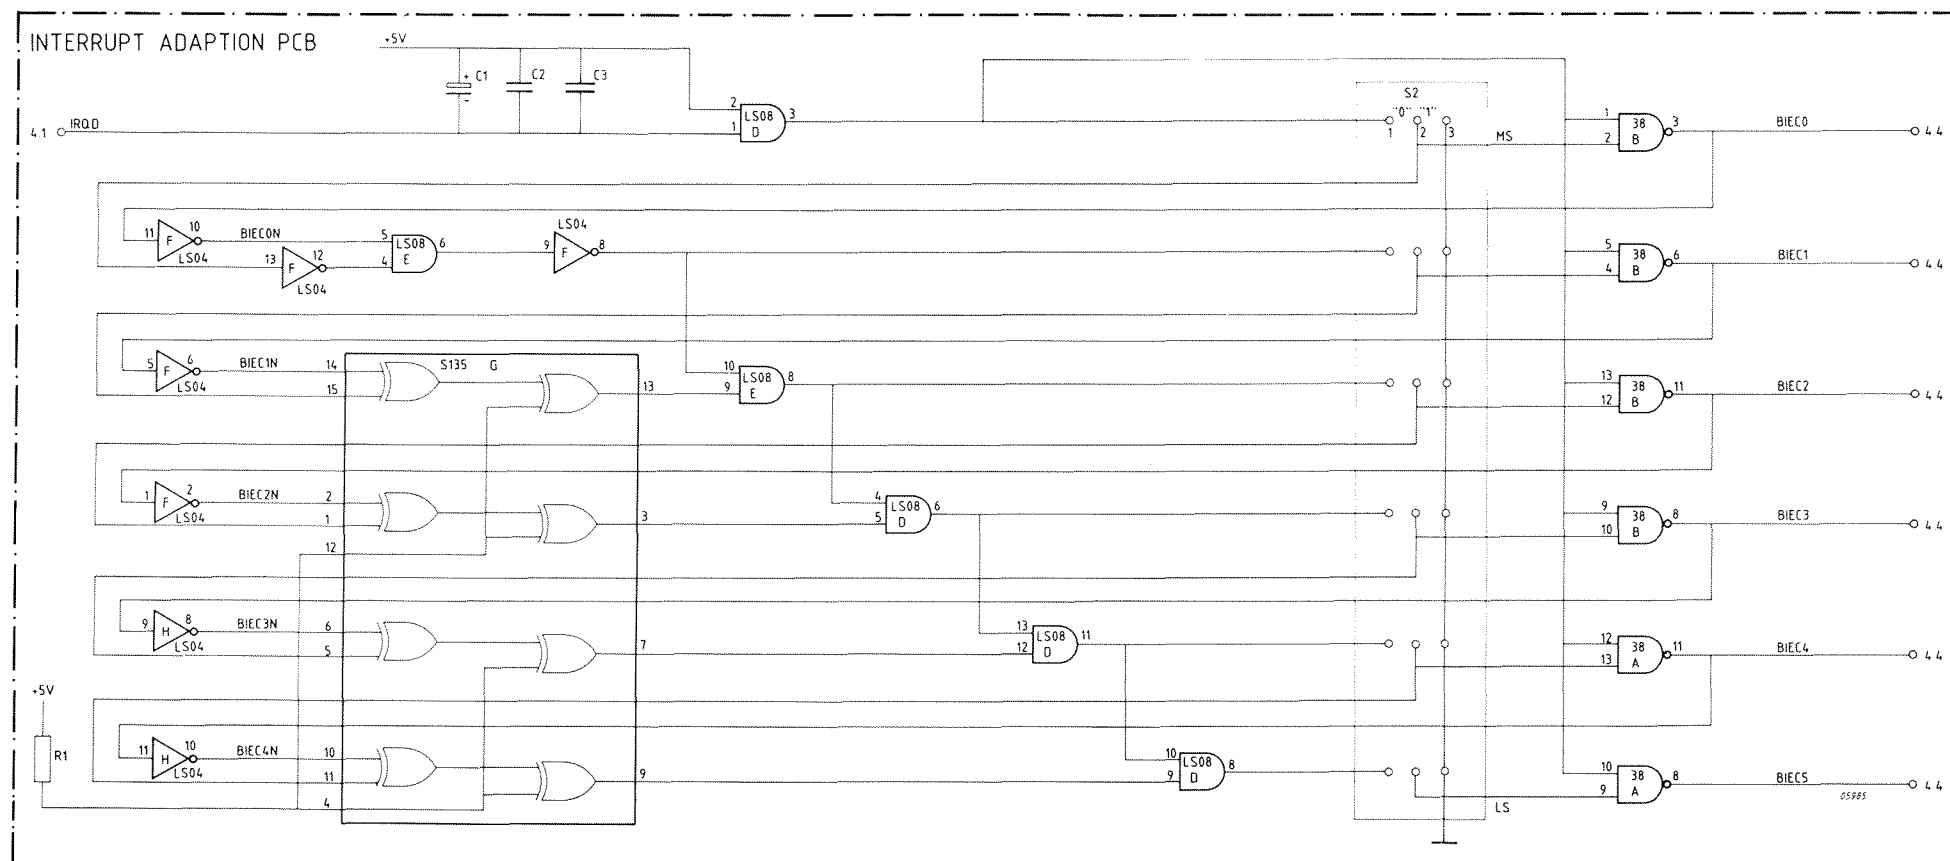 INTERRUPT ADAPTION PCB
+5V
C1
+
-
C2
C3
4.1
IRQD
2
1
LS08
D
3
S2
"0" "1"
1
2
3
MS
1
2
38
B
3
BIEC0
4.4
11
F
10
LS04
BIEC0N
13
F
12
LS04
5
4
LS08
E
6
LS04
9
F
8
5
4
38
B
6
BIEC1
4.4
5
F
6
LS04
BIEC1N
14
15
S135 G
13
10
9
LS08
E
8
13
12
38
B
11
BIEC2
4.4
1
F
2
LS04
BIEC2N
2
1
12
3
4
5
LS08
D
6
9
10
38
B
8
BIEC3
4.4
9
H
8
LS04
BIEC3N
6
5
7
13
12
LS08
D
11
12
13
38
A
11
BIEC4
4.4
+5V
R1
11
H
10
LS04
BIEC4N
10
11
4
9
10
9
LS08
D
8
LS
10
9
38
A
8
BIEC5
4.4
05985